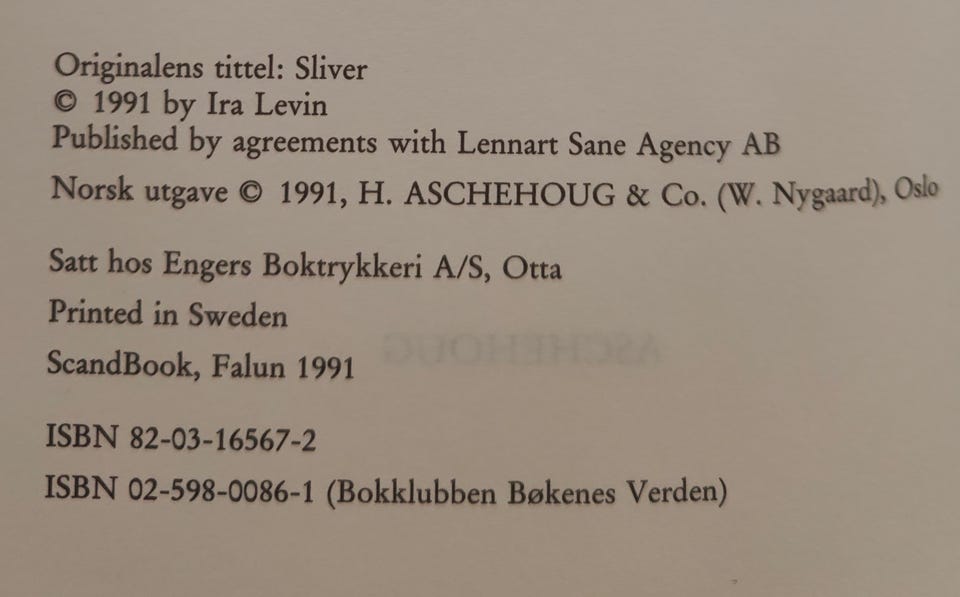 Originalens tittel: Sliver
© 1991 by Ira Levin
Published by agreements with Lennart Sane Agency AB
Norsk utgave © 1991, H. ASCHEHOUG & Co. (W. Nygaard), Oslo
Satt hos Engers Boktrykkeri A/S, Otta
Printed in Sweden
ASCHEHOUG
ScandBook, Falun 1991
ISBN 82-03-16567-2
ISBN 02-598-0086-1 (Bokklubben Bøkenes Verden)